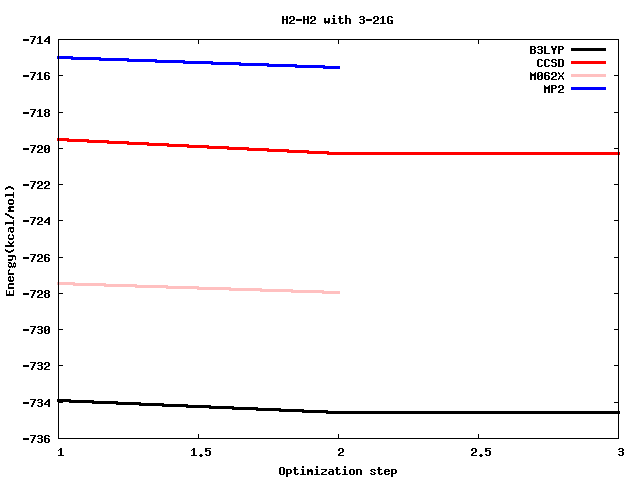 H2-H2 with 3-21G
B3LYP
CCSD
M062X
MP2
Energy(kcal/mol)
-714
-716
-718
-720
-722
-724
-726
-728
-730
-732
-734
-736
1 1.5 2 2.5 3
Optimization step